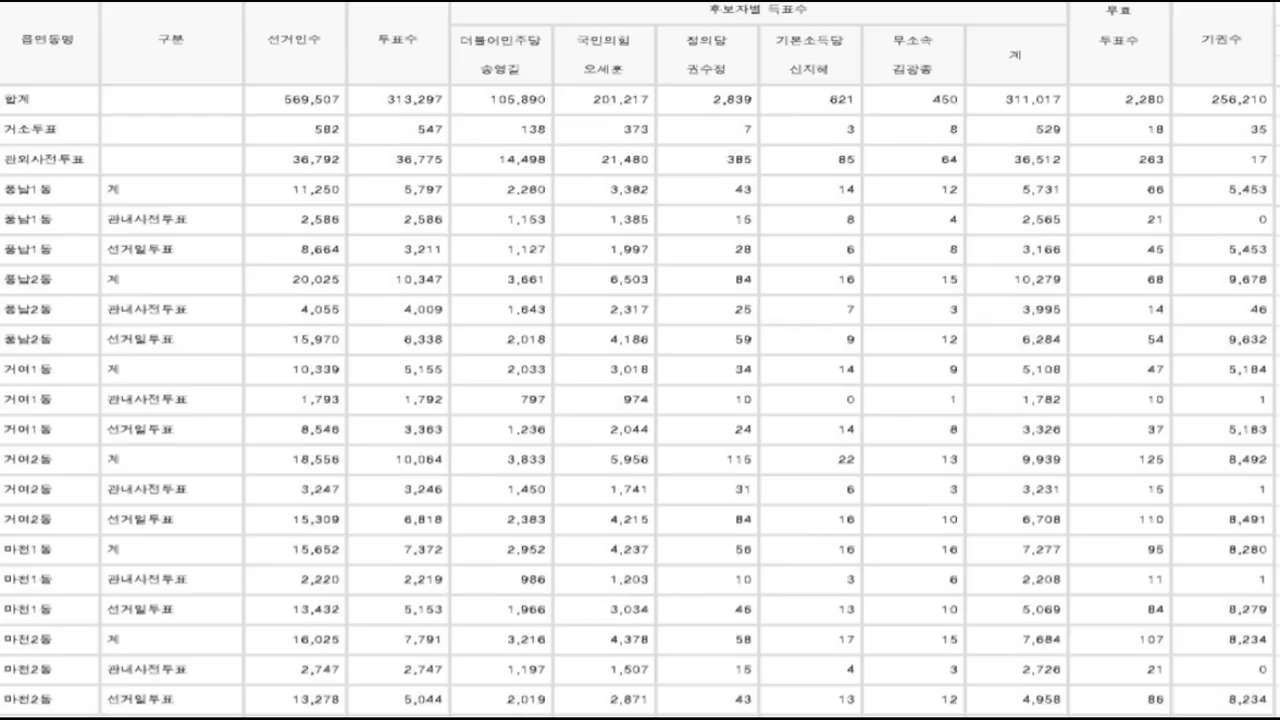 후보자별 득표수 무효
읍면동명 구분 선거인수 투표수 더불어민주당 국민의힘 정의당 기본소득당 무소속 계 투표수 기권수
송영길 오세훈 권수정 신지혜 김광종
합계 569,507 313,297 105,890 201,217 2,839 621 450 311,017 2,280 256,210
거소투표 582 547 138 373 7 3 8 529 18 35
관외사전투표 36,792 36,775 14,498 21,480 385 85 64 36,512 263 17
풍납1동 계 11,250 5,797 2,280 3,382 43 14 12 5,731 66 5,453
풍납1동 관내사전투표 2,586 2,586 1,153 1,385 15 8 4 2,565 21 0
풍납1동 선거일투표 8,664 3,211 1,127 1,997 28 6 8 3,166 45 5,453
풍납2동 계 20,025 10,347 3,661 6,503 84 16 15 10,279 68 9,678
풍납2동 관내사전투표 4,055 4,009 1,643 2,317 25 7 3 3,995 14 46
풍납2동 선거일투표 15,970 6,338 2,018 4,186 59 9 12 6,284 54 9,632
거여1동 계 10,339 5,155 2,033 3,018 34 14 9 5,108 47 5,184
거여1동 관내사전투표 1,793 1,792 797 974 10 0 1 1,782 10 1
거여1동 선거일투표 8,546 3,363 1,236 2,044 24 14 8 3,326 37 5,183
거여2동 계 18,556 10,064 3,833 5,956 115 22 13 9,939 125 8,492
거여2동 관내사전투표 3,247 3,246 1,450 1,741 31 6 3 3,231 15 1
거여2동 선거일투표 15,309 6,818 2,383 4,215 84 16 10 6,708 110 8,491
마천1동 계 15,652 7,372 2,952 4,237 56 16 16 7,277 95 8,280
마천1동 관내사전투표 2,220 2,219 986 1,203 10 3 6 2,208 11 1
마천1동 선거일투표 13,432 5,153 1,966 3,034 46 13 10 5,069 84 8,279
마천2동 계 16,025 7,791 3,216 4,378 58 17 15 7,684 107 8,234
마천2동 관내사전투표 2,747 2,747 1,197 1,507 15 4 3 2,726 21 0
마천2동 선거일투표 13,278 5,044 2,019 2,871 43 13 12 4,958 86 8,234